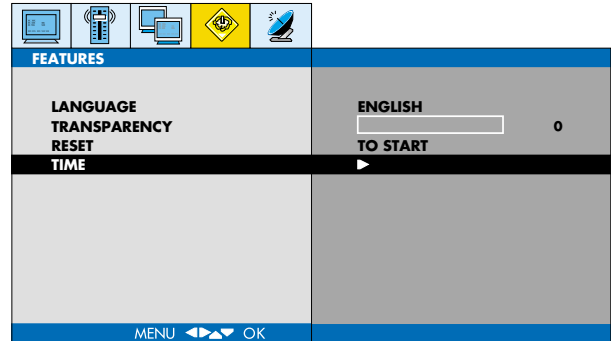 FEATURES
LANGUAGE ENGLISH
TRANSPARENCY 0
RESET TO START
TIME
MENU OK